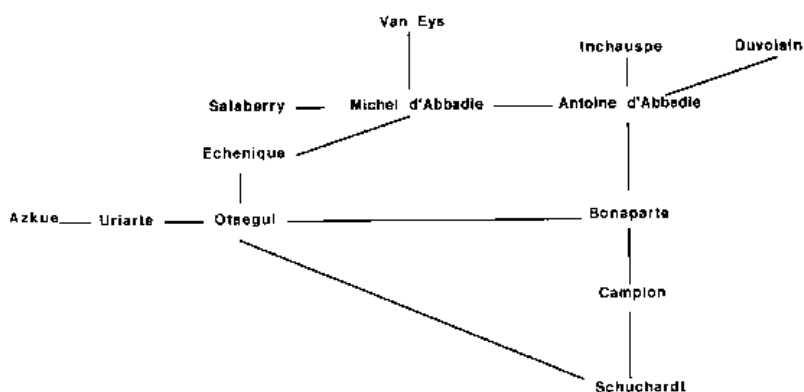 Van Eys
Inchauspe
Duvoisin
Salaberry
Michel d'Abbadie
Antoine d'Abbadie
Echenique
Azkue
Uriarte
Otaegui
Bonaparte
Campion
Schuchardt